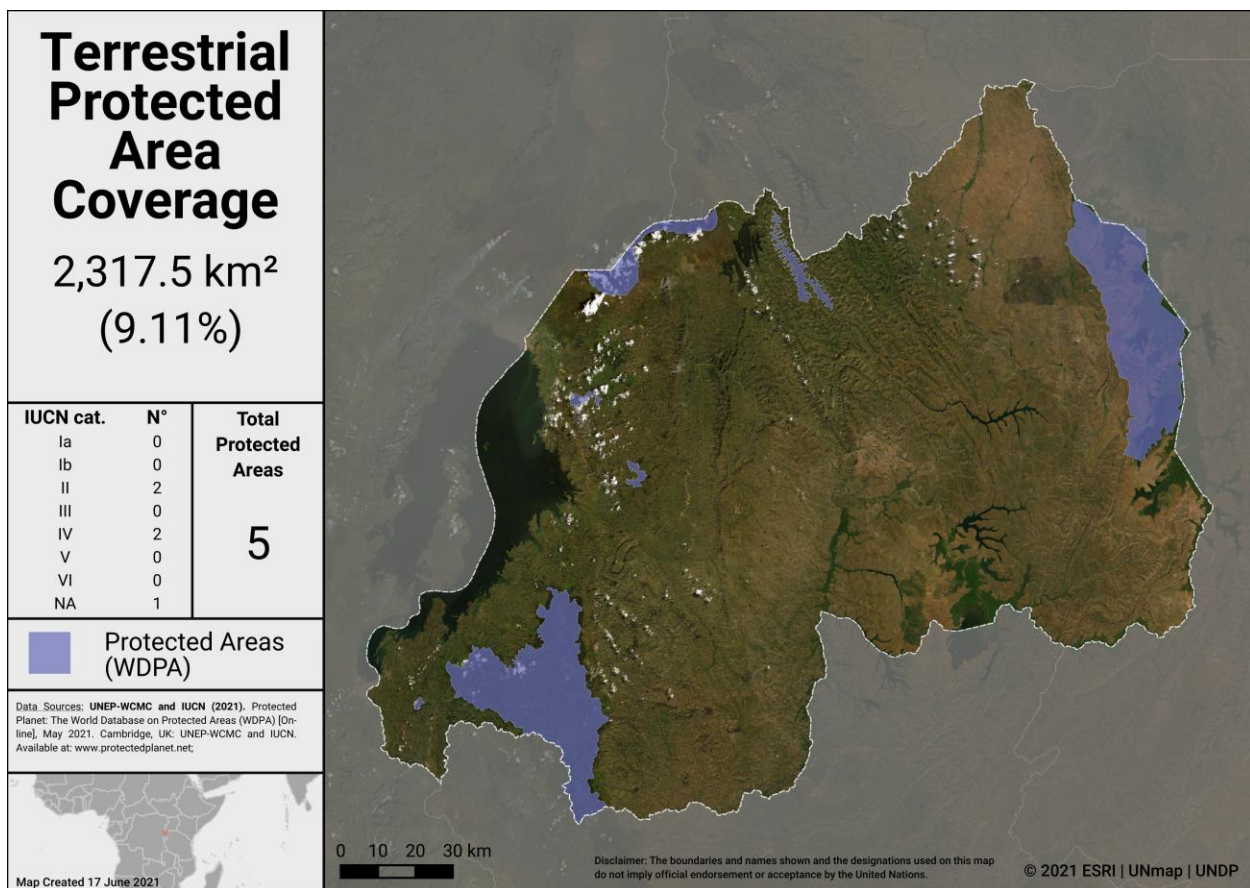 Terrestrial
Protected
Area
Coverage
2,317.5 km²
(9.11%)
IUCN cat. N°
Ia 0
Ib 0
II 2
III 0
IV 2
V 0
VI 0
NA 1
Total
Protected
Areas
5
Protected Areas
(WDPA)
Data Sources: UNEP-WCMC and IUCN (2021). Protected
Planet: The World Database on Protected Areas (WDPA) [On-
line], May 2021. Cambridge, UK: UNEP-WCMC and IUCN.
Available at: www.protectedplanet.net;
Map Created 17 June 2021
0 10 20 30 km
Disclaimer: The boundaries and names shown and the designations used on this map
do not imply official endorsement or acceptance by the United Nations.
© 2021 ESRI | UNmap | UNDP